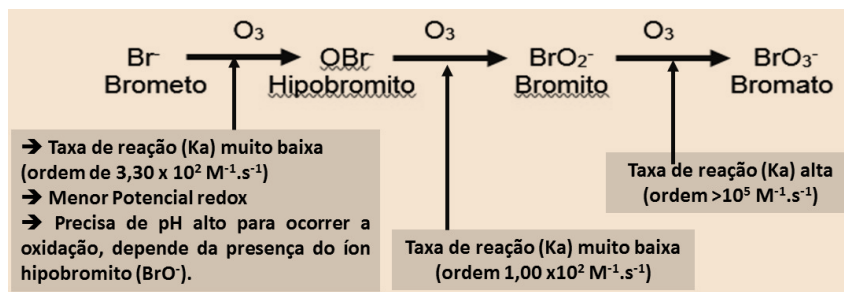 O₃ O₃ O₃
Br⁻ OBr⁻ BrO₂⁻ BrO₃⁻
Brometo Hipobromito Bromito Bromato
➔ Taxa de reação (Ka) muito baixa
(ordem de 3,30 x 10² M⁻¹.s⁻¹)
➔ Menor Potencial redox
➔ Precisa de pH alto para ocorrer a
oxidação, depende da presença do íon
hipobromito (BrO⁻).
Taxa de reação (Ka) muito baixa
(ordem 1,00 x10² M⁻¹.s⁻¹)
Taxa de reação (Ka) alta
(ordem >10⁵ M⁻¹.s⁻¹)